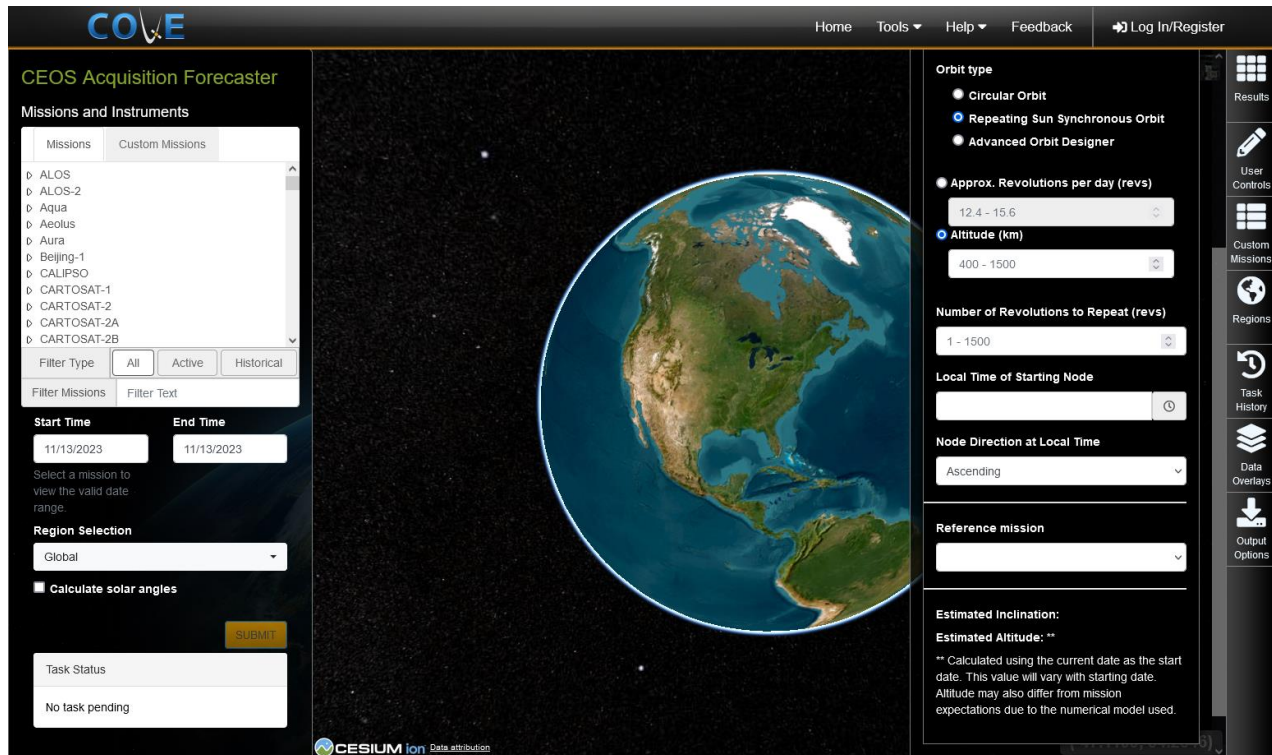 COVE
Home
Tools
Help
Feedback
Log In/Register
CEOS Acquisition Forecaster
Missions and Instruments
Missions
Custom Missions
ALOS
ALOS-2
Aqua
Aeolus
Aura
Beijing-1
CALIPSO
CARTOSAT-1
CARTOSAT-2
CARTOSAT-2A
CARTOSAT-2B
Filter Type
All
Active
Historical
Filter Missions
Filter Text
Start Time
End Time
11/13/2023
11/13/2023
Select a mission to
view the valid date
range.
Region Selection
Global
Calculate solar angles
SUBMIT
Task Status
No task pending
CESIUM ion
Data attribution
Orbit type
Circular Orbit
Repeating Sun Synchronous Orbit
Advanced Orbit Designer
Approx. Revolutions per day (revs)
12.4 - 15.6
Altitude (km)
400 - 1500
Number of Revolutions to Repeat (revs)
1 - 1500
Local Time of Starting Node
Node Direction at Local Time
Ascending
Reference mission
Estimated Inclination:
Estimated Altitude: **
** Calculated using the current date as the start
date. This value will vary with starting date.
Altitude may also differ from mission
expectations due to the numerical model used.
Results
User
Controls
Custom
Missions
Regions
Task
History
Data
Overlays
Output
Options